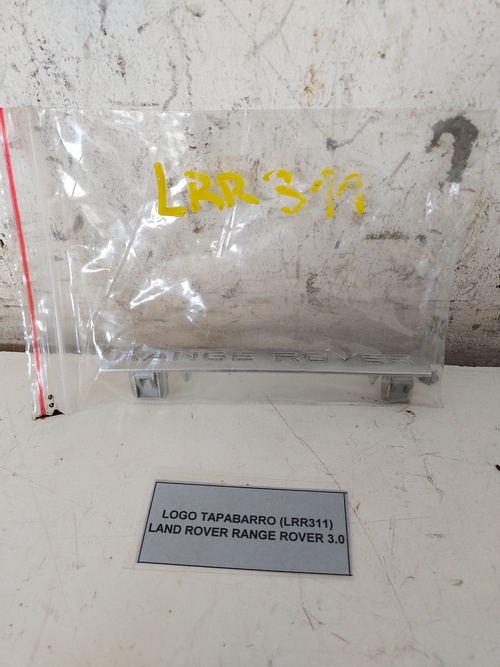 LRR 311
RANGE ROVER
LOGO TAPABARRO (LRR311)
LAND ROVER RANGE ROVER 3.0